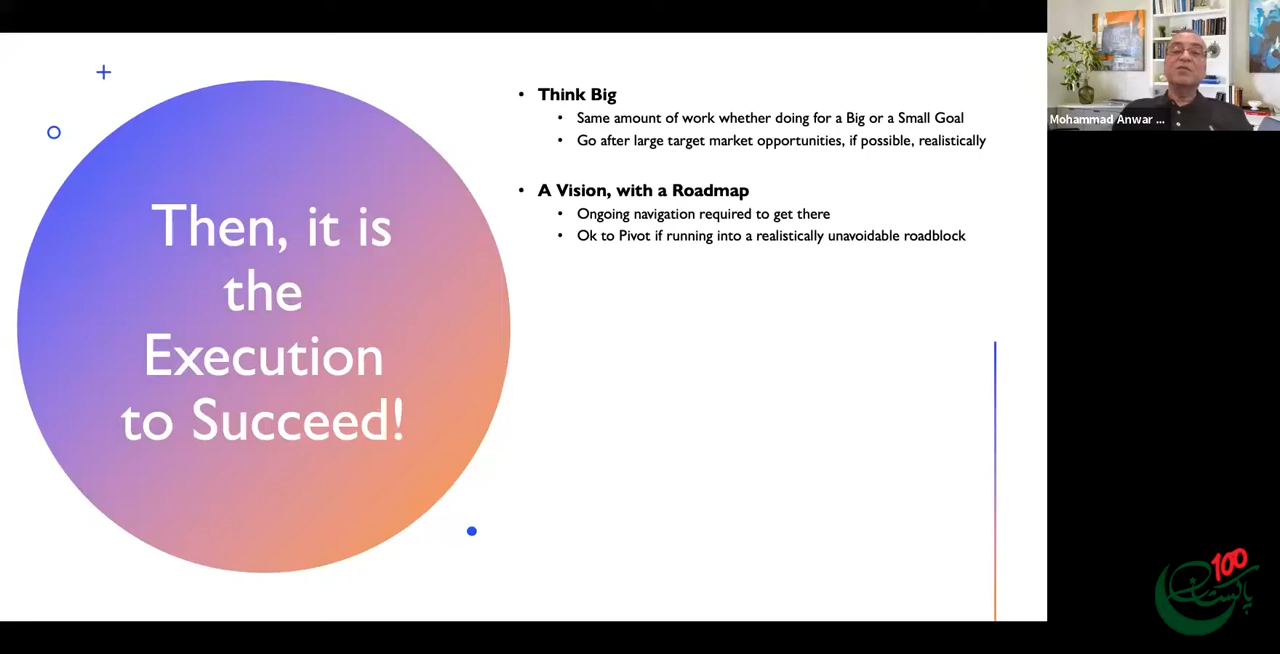 Then, it is
the
Execution
to Succeed!
• Think Big
• Same amount of work whether doing for a Big or a Small Goal
• Go after large target market opportunities, if possible, realistically
• A Vision, with a Roadmap
• Ongoing navigation required to get there
• Ok to Pivot if running into a realistically unavoidable roadblock
Mohammad Anwar ...
100
پاکستان